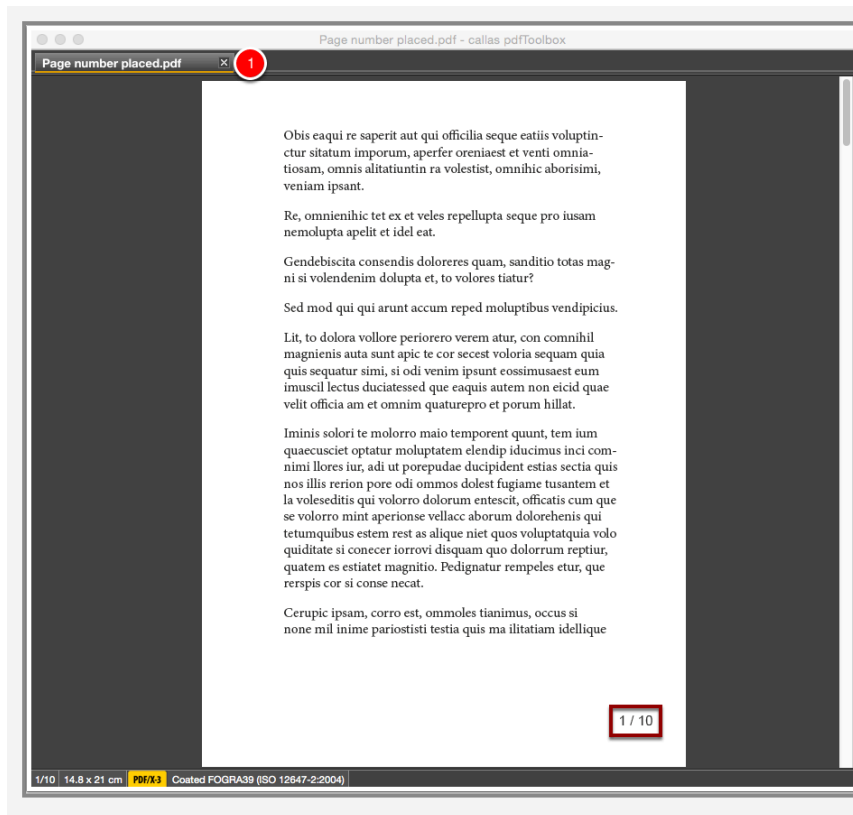 Page number placed.pdf - callas pdfToolbox
Page number placed.pdf
1
Obis eaqui re saperit aut qui officilia seque eatiis voluptin-
ctur sitatum imporum, aperfer oreniaest et venti omnia-
tiosam, omnis alitatiuntin ra volestist, omnihic aborisimi,
veniam ipsant.
Re, omnienihic tet ex et veles repellupta seque pro iusam
nemolupta apelit et idel eat.
Gendebiscita consendis doloreres quam, sanditio totas mag-
ni si volendenim dolupta et, to volores tiatur?
Sed mod qui qui arunt accum reped moluptibus vendipicius.
Lit, to dolora vollore periorero verem atur, con comnihil
magnienis auta sunt apic te cor secest voloria sequam quia
quis sequatur simi, si odi venim ipsunt eossimusaest eum
imuscil lectus duciatessed que eaquis autem non eicid quae
velit officia am et omnim quaturepro et porum hillat.
Iminis solori te molorro maio temporent quunt, tem ium
quaecusciet optatur moluptatem elendip iducimus inci com-
nimi llores iur, adi ut porepudae ducipident estias sectia quis
nos illis rerion pore odi ommos dolest fugiame tusantem et
la voleseditis qui volorro dolorum entescit, officatis cum que
se volorro mint aperionse vellacc aborum dolorehenis qui
tetumquibus estem rest as alique niet quos voluptatquia volo
quiditate si conecer iorrovi disquam quo dolorrum reptiur,
quatem es estiatet magnitio. Pedignatur rempeles etur, que
rerspis cor si conse necat.
Cerupic ipsam, corro est, ommoles tianimus, occus si
none mil inime pariostisti testia quis ma ilitatiam idellique
1 / 10
1/10 14.8 x 21 cm PDF/X-3 Coated FOGRA39 (ISO 12647-2:2004)